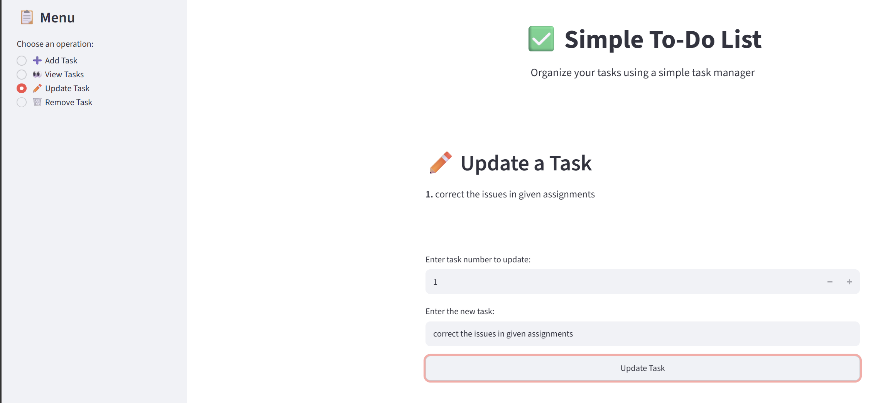 Menu
Choose an operation:
Add Task
View Tasks
Update Task
Remove Task
Simple To-Do List
Organize your tasks using a simple task manager
Update a Task
1. correct the issues in given assignments
Enter task number to update:
1
Enter the new task:
correct the issues in given assignments
Update Task